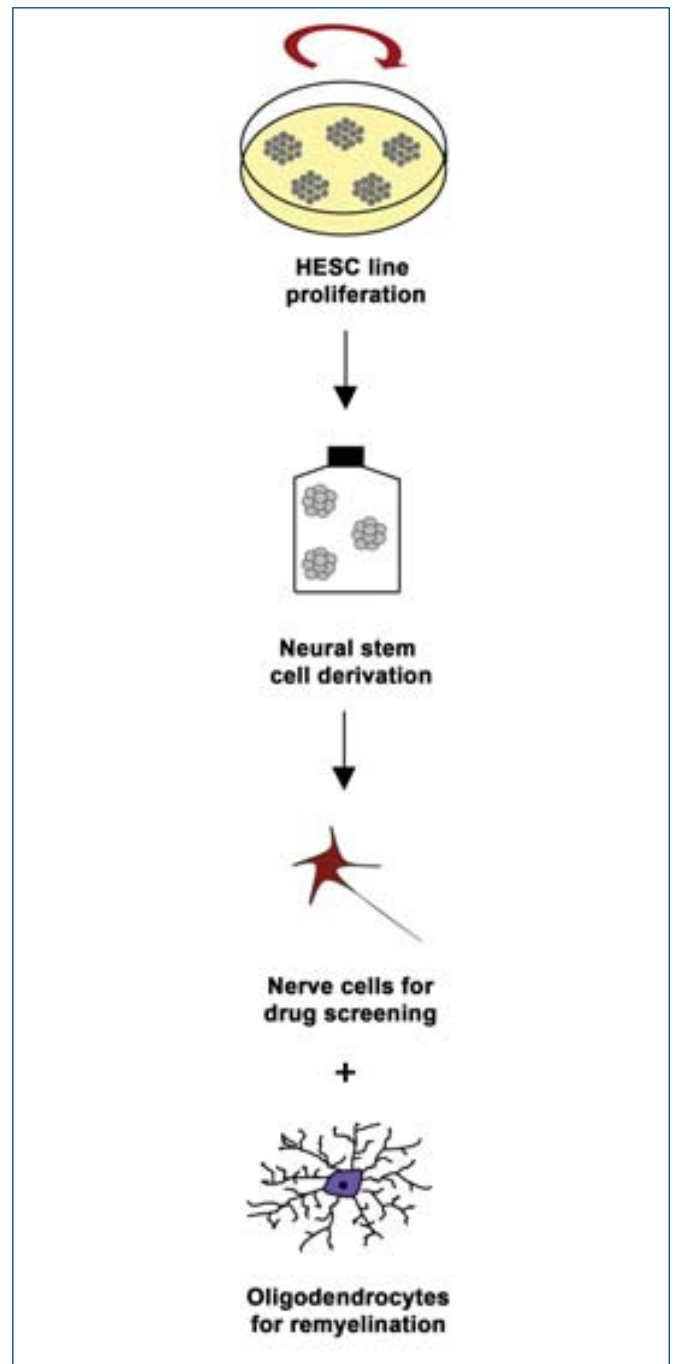 HESC line
proliferation
Neural stem
cell derivation
Nerve cells for
drug screening
+
Oligodendrocytes
for remyelination